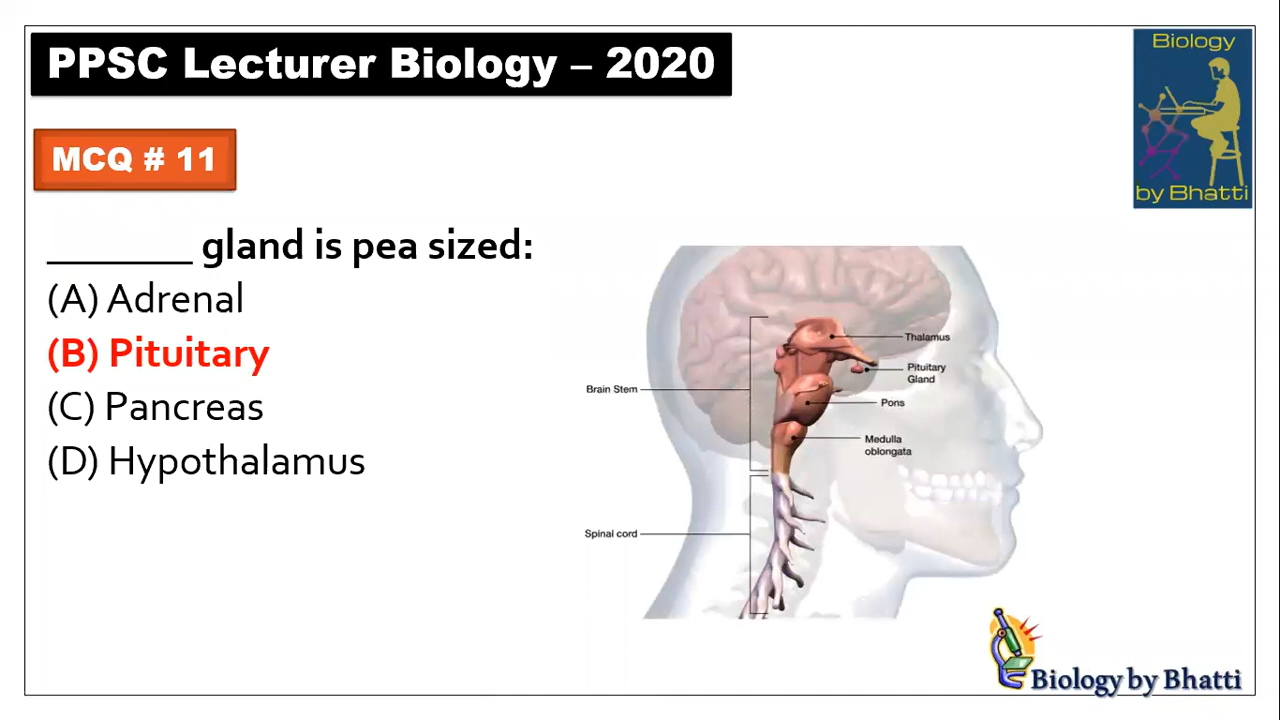 PPSC Lecturer Biology – 2020
Biology
by Bhatti
MCQ # 11
_______ gland is pea sized:
(A) Adrenal
(B) Pituitary
(C) Pancreas
(D) Hypothalamus
Thalamus
Pituitary
Gland
Brain Stem
Pons
Medulla
oblongata
Spinal cord
Biology by Bhatti